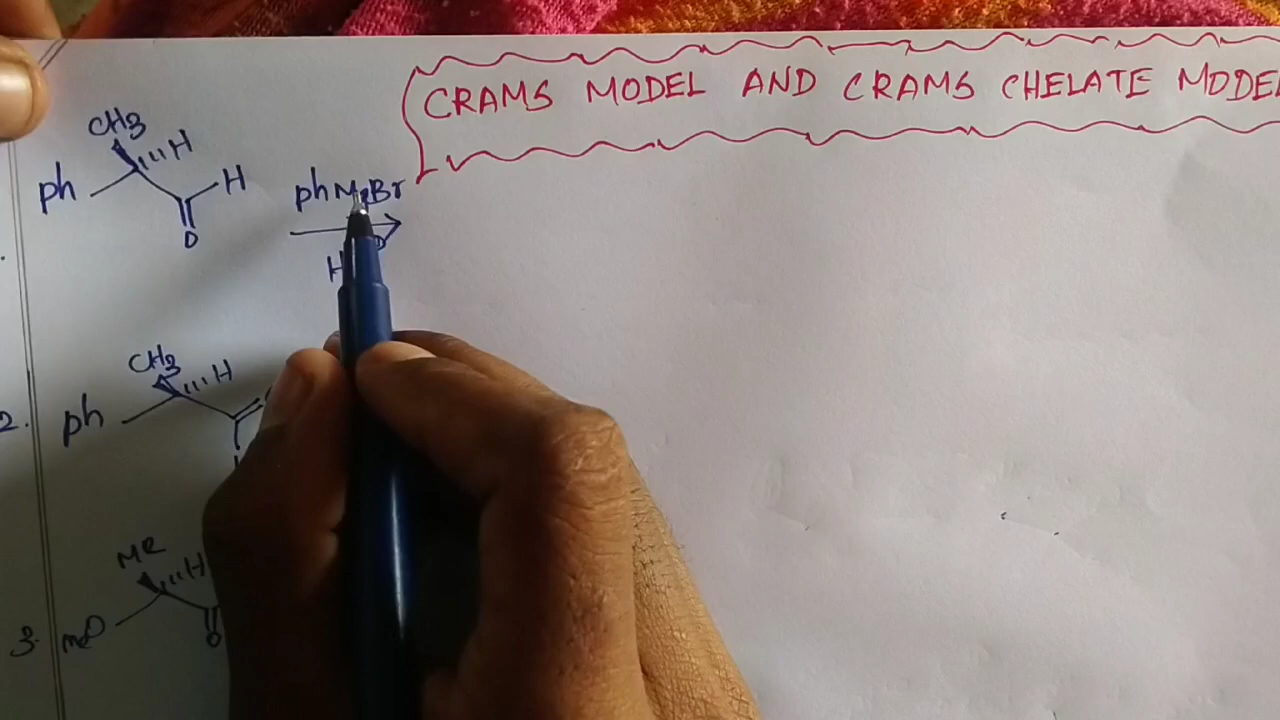 CRAMS MODEL AND CRAMS CHELATE MODEL
CH3
H
ph
H
O
phMgBr
H
2.
CH3
H
ph
3.
Me
H
meO
O